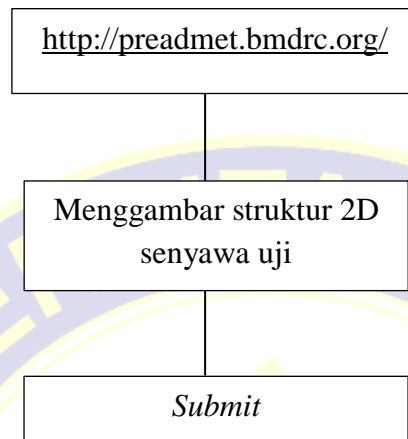 http://preadmet.bmdrc.org/
Menggambar struktur 2D
senyawa uji
Submit